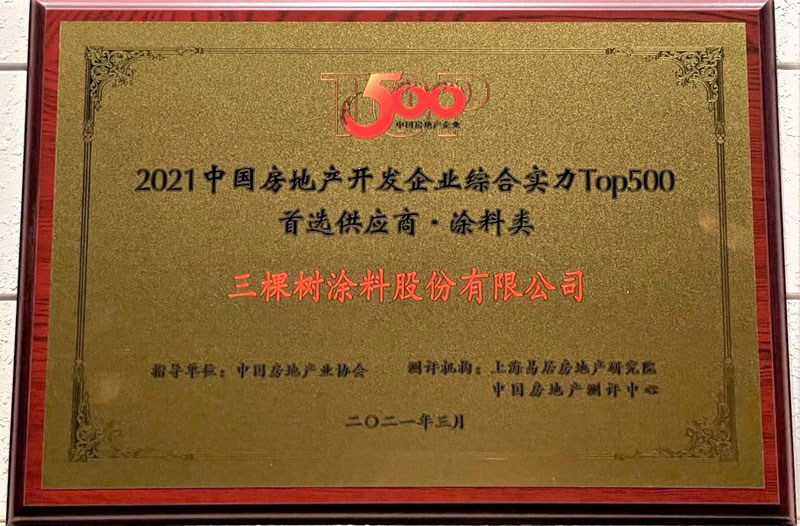 TOP
500
中国房地产企业
2021中国房地产开发企业综合实力Top500
首选供应商·涂料类
三棵树涂料股份有限公司
指导单位：中国房地产业协会 测评机构：上海易居房地产研究院
中国房地产测评中心
二〇二一年三月